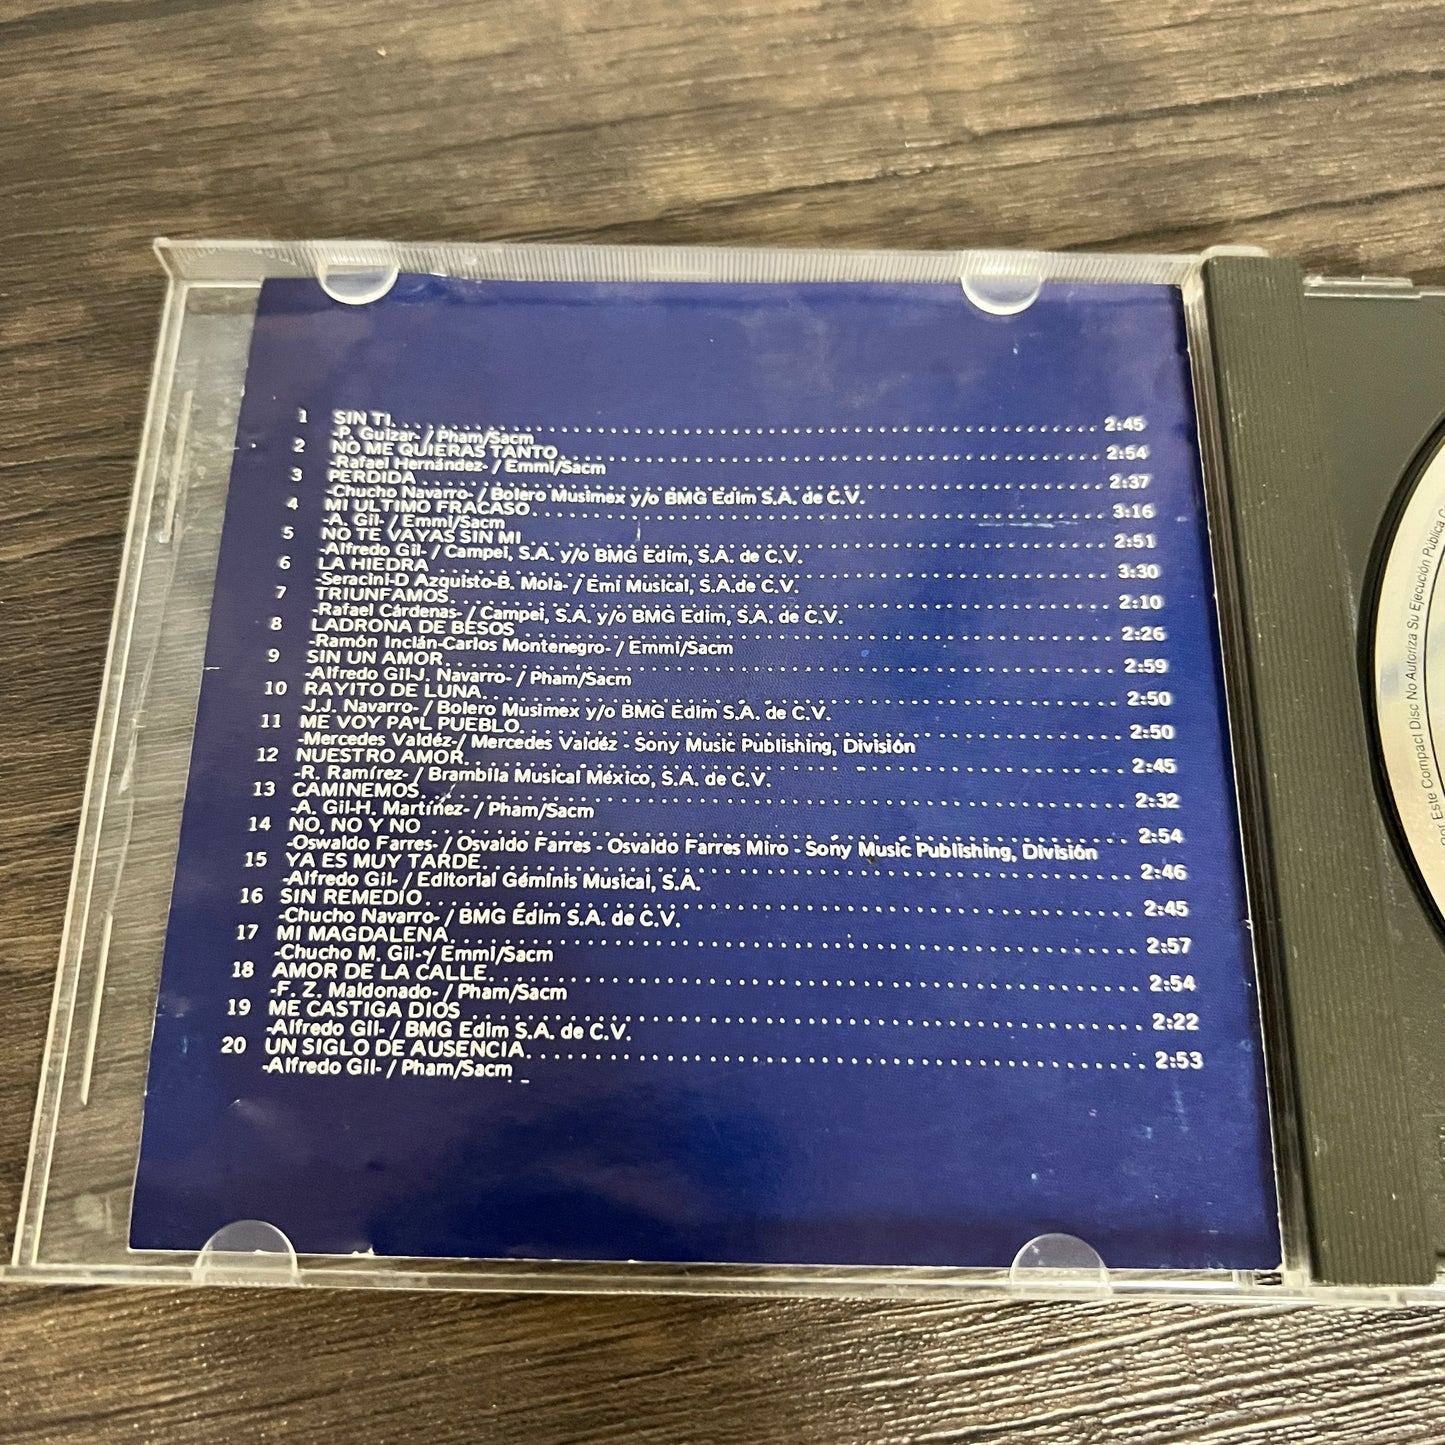 1 SIN TI 2:45
-P. Guizar- / Pham/Sacm
2 NO ME QUIERAS TANTO 2:54
-Rafael Hernández- / Emmi/Sacm
3 PERDIDA 2:37
-Chucho Navarro- / Bolero Musimex y/o BMG Edim S.A. de C.V.
4 MI ULTIMO FRACASO 3:16
-A. Gil- / Emmi/Sacm
5 NO TE VAYAS SIN MI 2:51
-Alfredo Gil- / Campei, S.A. y/o BMG Edim, S.A. de C.V.
6 LA HIEDRA 3:30
-Seracini-D Azquisto-B. Mola- / Emi Musical, S.A.de C.V.
7 TRIUNFAMOS 2:10
-Rafael Cárdenas- / Campei, S.A. y/o BMG Edim, S.A. de C.V.
8 LADRONA DE BESOS 2:26
-Ramón Inclán-Carlos Montenegro- / Emmi/Sacm
9 SIN UN AMOR 2:59
-Alfredo Gil-J. Navarro- / Pham/Sacm
10 RAYITO DE LUNA 2:50
-J.J. Navarro- / Bolero Musimex y/o BMG Edim S.A. de C.V.
11 ME VOY PA'L PUEBLO 2:50
-Mercedes Valdéz-/ Mercedes Valdéz - Sony Music Publishing, División
12 NUESTRO AMOR 2:45
-R. Ramírez- / Brambila Musical México, S.A. de C.V.
13 CAMINEMOS 2:32
-A. Gil-H. Martínez- / Pham/Sacm
14 NO, NO Y NO 2:54
-Oswaldo Farres- / Osvaldo Farres - Osvaldo Farres Miro - Sony Music Publishing, División
15 YA ES MUY TARDE 2:46
-Alfredo Gil- / Editorial Géminis Musical, S.A.
16 SIN REMEDIO 2:45
-Chucho Navarro- / BMG Edim S.A. de C.V.
17 MI MAGDALENA 2:57
-Chucho M. Gil-y Emmi/Sacm
18 AMOR DE LA CALLE 2:54
-F. Z. Maldonado- / Pham/Sacm
19 ME CASTIGA DIOS 2:22
-Alfredo Gil- / BMG Edim S.A. de C.V.
20 UN SIGLO DE AUSENCIA 2:53
-Alfredo Gil- / Pham/Sacm
Este Compact Disc No Autoriza Su Ejecución Pública